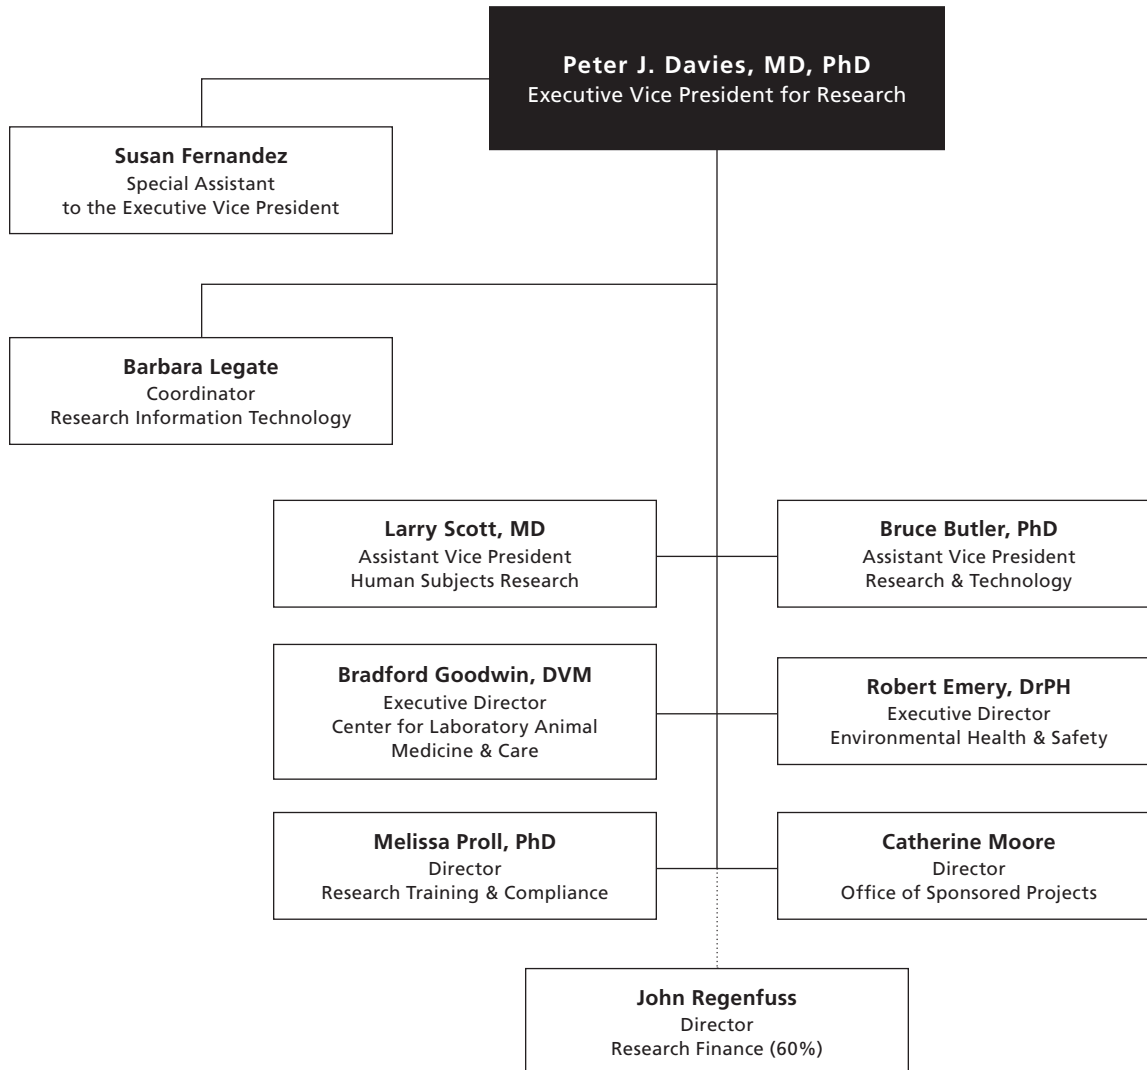 Peter J. Davies, MD, PhD
Executive Vice President for Research
Susan Fernandez
Special Assistant
to the Executive Vice President
Barbara Legate
Coordinator
Research Information Technology
Larry Scott, MD
Assistant Vice President
Human Subjects Research
Bruce Butler, PhD
Assistant Vice President
Research & Technology
Bradford Goodwin, DVM
Executive Director
Center for Laboratory Animal
Medicine & Care
Robert Emery, DrPH
Executive Director
Environmental Health & Safety
Melissa Proll, PhD
Director
Research Training & Compliance
Catherine Moore
Director
Office of Sponsored Projects
John Regenfuss
Director
Research Finance (60%)